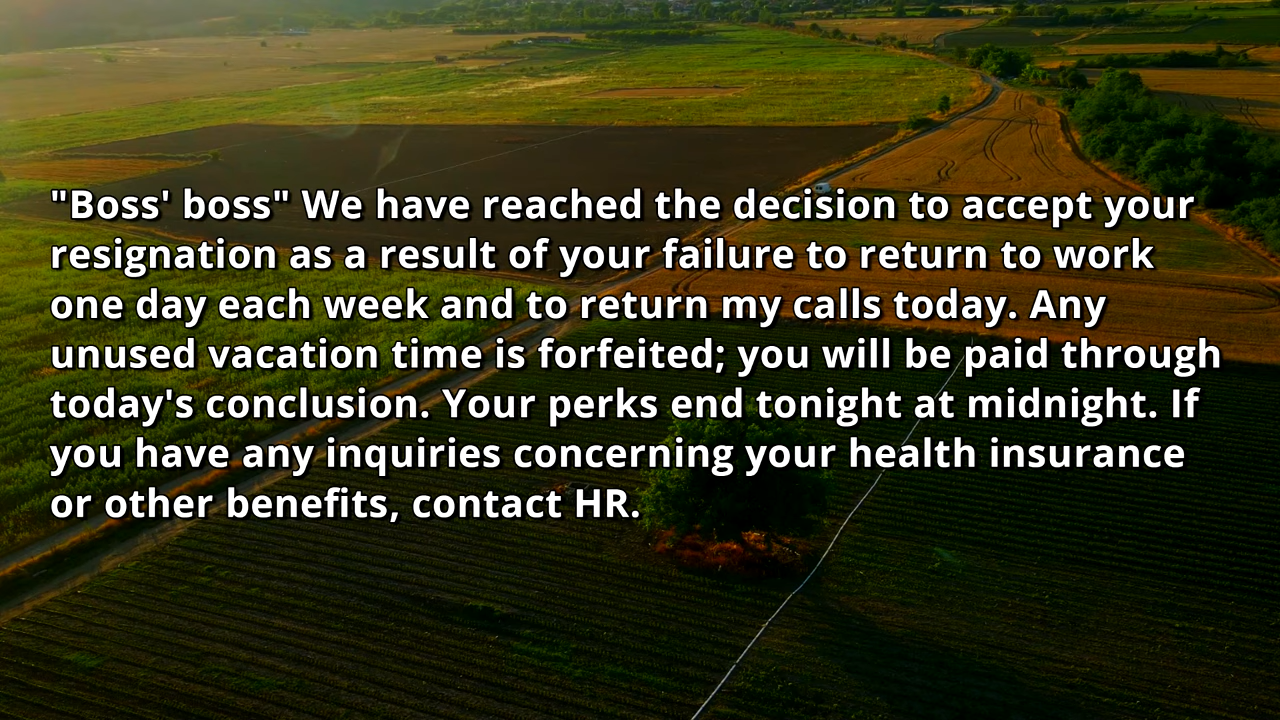 "Boss' boss" We have reached the decision to accept your
resignation as a result of your failure to return to work
one day each week and to return my calls today. Any
unused vacation time is forfeited; you will be paid through
today's conclusion. Your perks end tonight at midnight. If
you have any inquiries concerning your health insurance
or other benefits, contact HR.